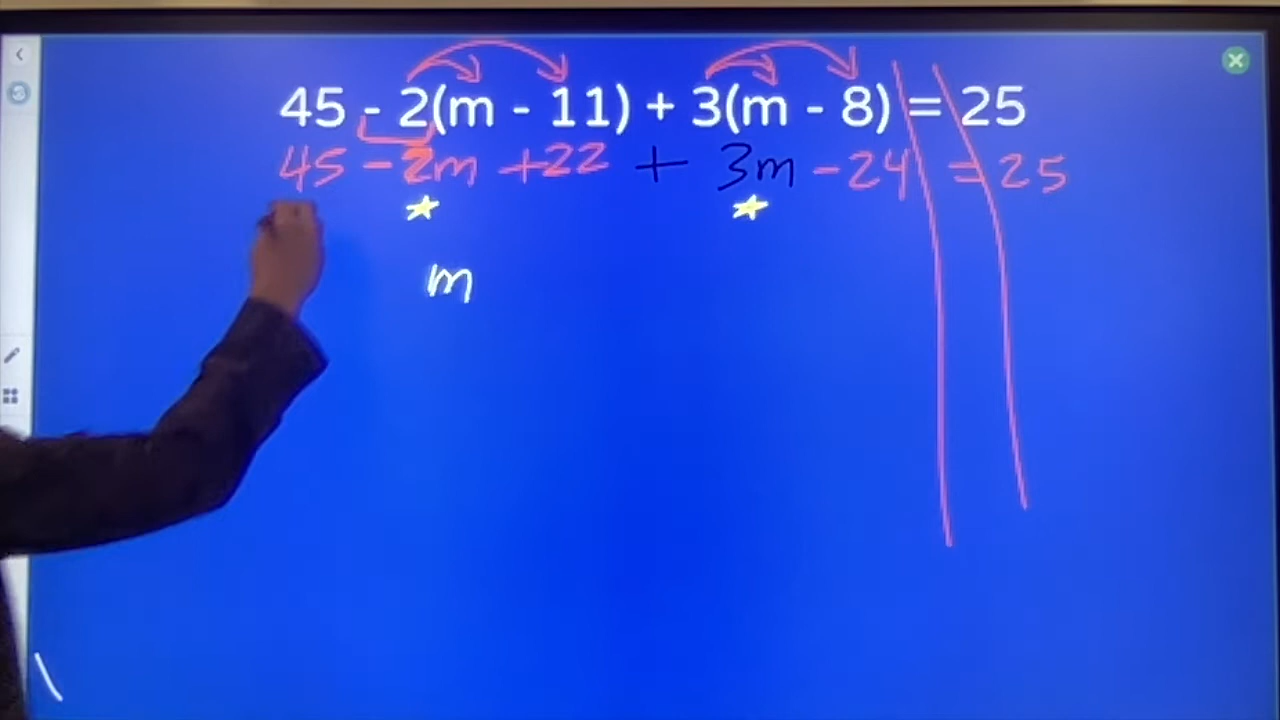 45 - 2(m - 11) + 3(m - 8) = 25
45 - 2m + 22 + 3m - 24 = 25
m